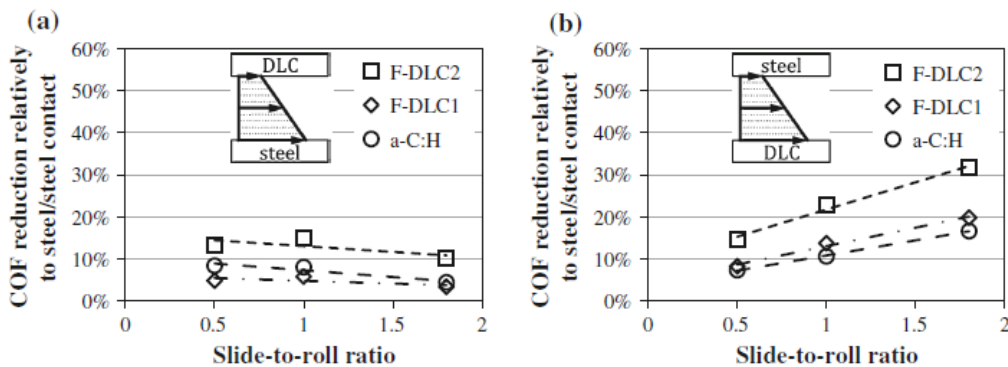 (a)
COF reduction relatively
to steel/steel contact
60%
50%
40%
30%
20%
10%
0%
0
0.5
1
1.5
2
Slide-to-roll ratio
DLC
steel
F-DLC2
F-DLC1
a-C:H
(b)
COF reduction relatively
to steel/steel contact
60%
50%
40%
30%
20%
10%
0%
0
0.5
1
1.5
2
Slide-to-roll ratio
steel
DLC
F-DLC2
F-DLC1
a-C:H